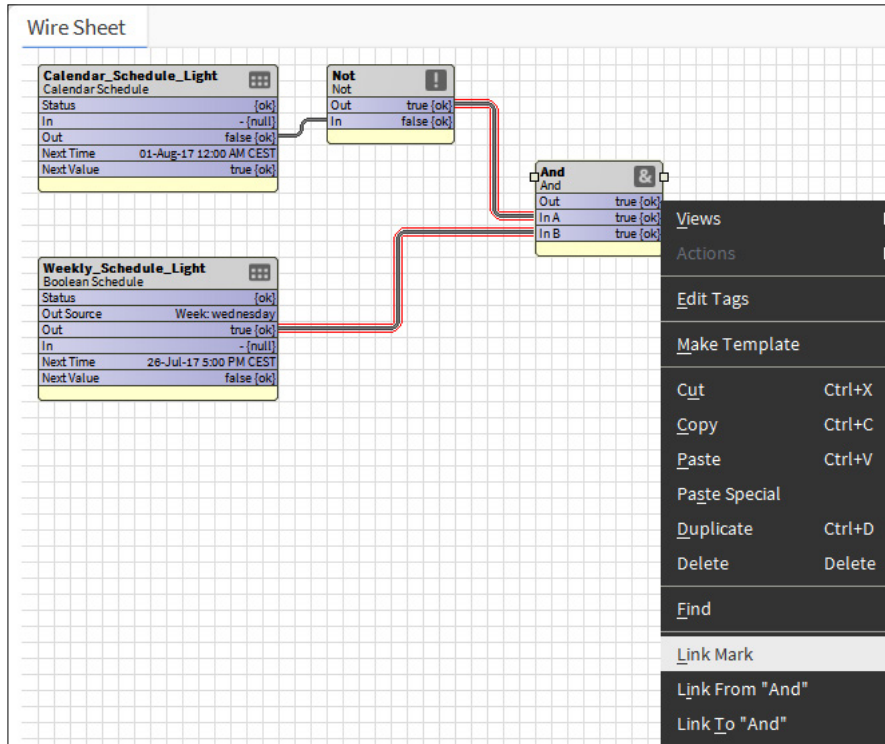 Wire Sheet
Calendar_Schedule_Light
Calendar Schedule
Status {ok}
In - {null}
Out false {ok}
Next Time 01-Aug-17 12:00 AM CEST
Next Value true {ok}
Not
Not
!
Out true {ok}
In false {ok}
And
And
&
Out true {ok}
In A true {ok}
In B true {ok}
Weekly_Schedule_Light
Boolean Schedule
Status {ok}
Out Source Week: wednesday
Out true {ok}
In - {null}
Next Time 26-Jul-17 5:00 PM CEST
Next Value false {ok}
Views
Actions
Edit Tags
Make Template
Cut Ctrl+X
Copy Ctrl+C
Paste Ctrl+V
Paste Special
Duplicate Ctrl+D
Delete Delete
Find
Link Mark
Link From "And"
Link To "And"